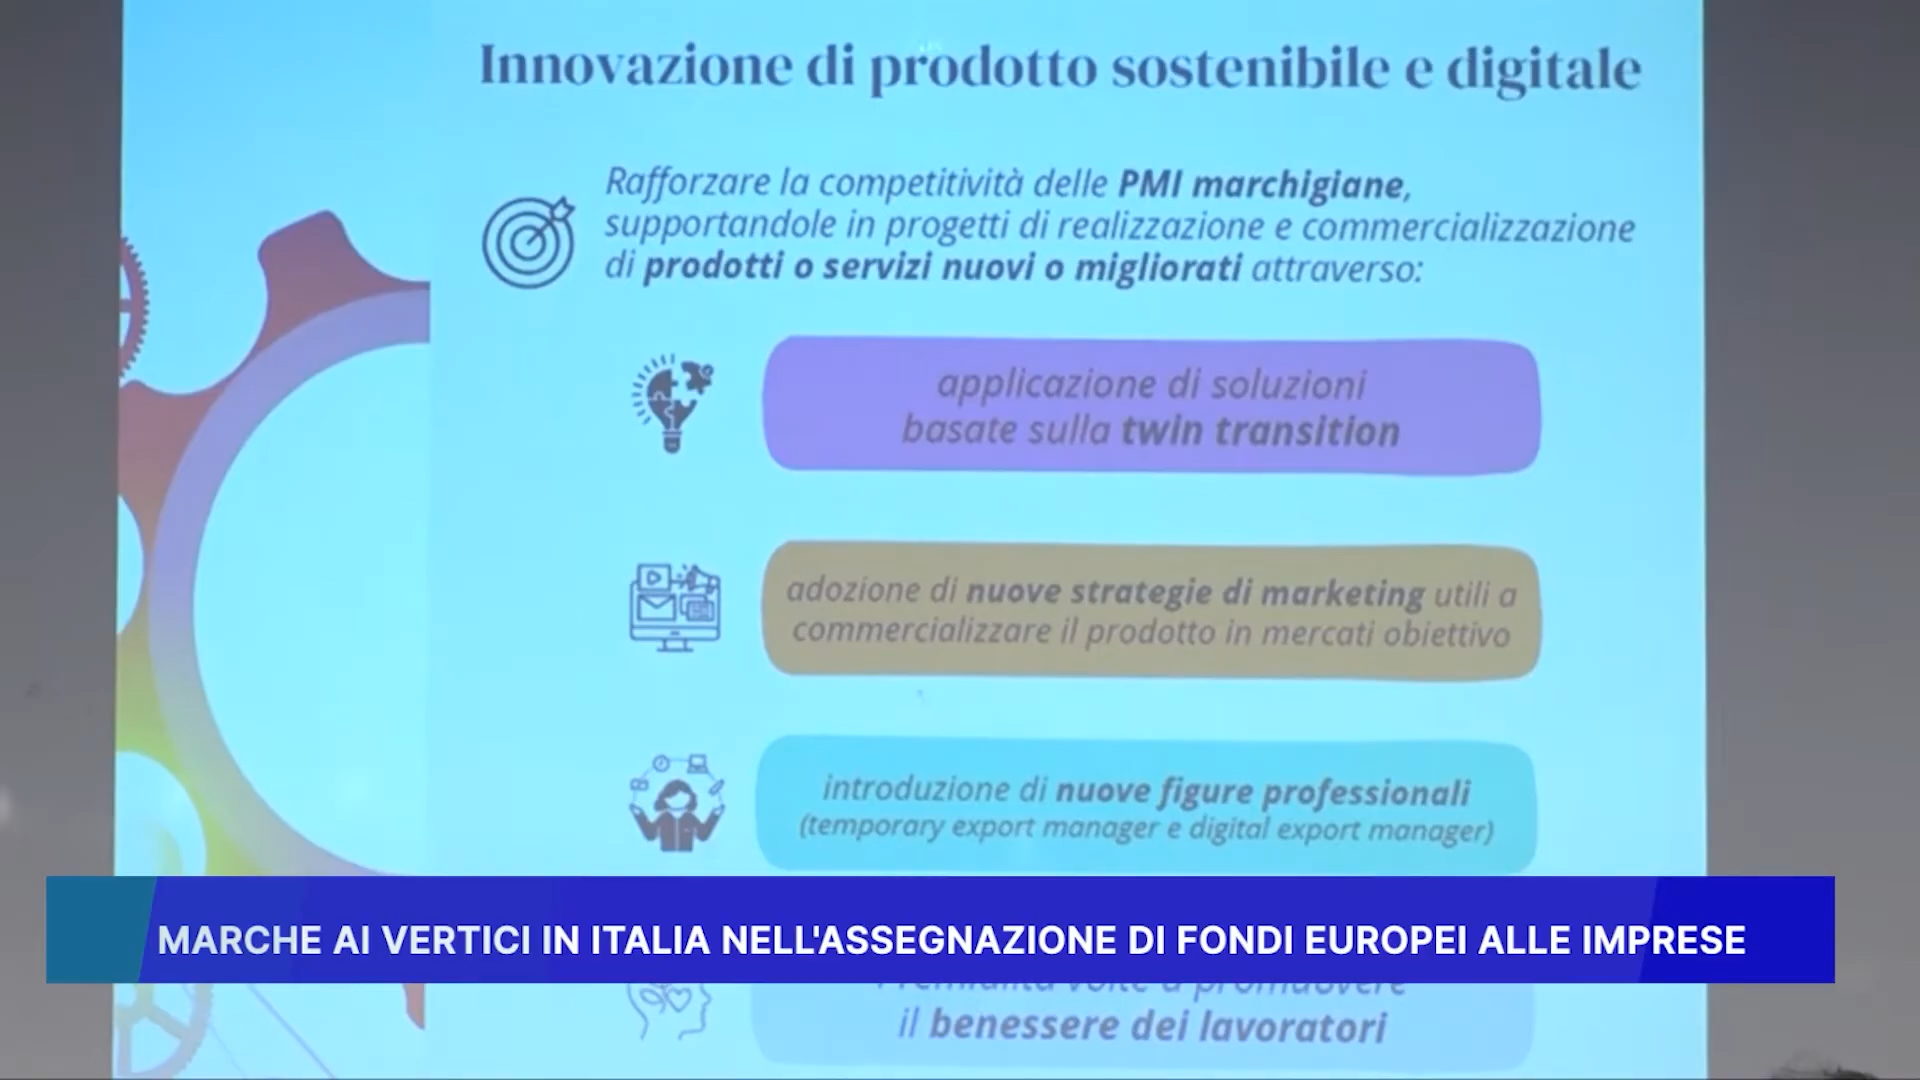 Innovazione di prodotto sostenibile e digitale
Rafforzare la competitività delle PMI marchigiane,
supportandole in progetti di realizzazione e commercializzazione
di prodotti o servizi nuovi o migliorati attraverso:
applicazione di soluzioni
basate sulla twin transition
adozione di nuove strategie di marketing utili a
commercializzare il prodotto in mercati obiettivo
introduzione di nuove figure professionali
(temporary export manager e digital export manager)
MARCHE AI VERTICI IN ITALIA NELL'ASSEGNAZIONE DI FONDI EUROPEI ALLE IMPRESE
Premialità volte a promuovere
il benessere dei lavoratori